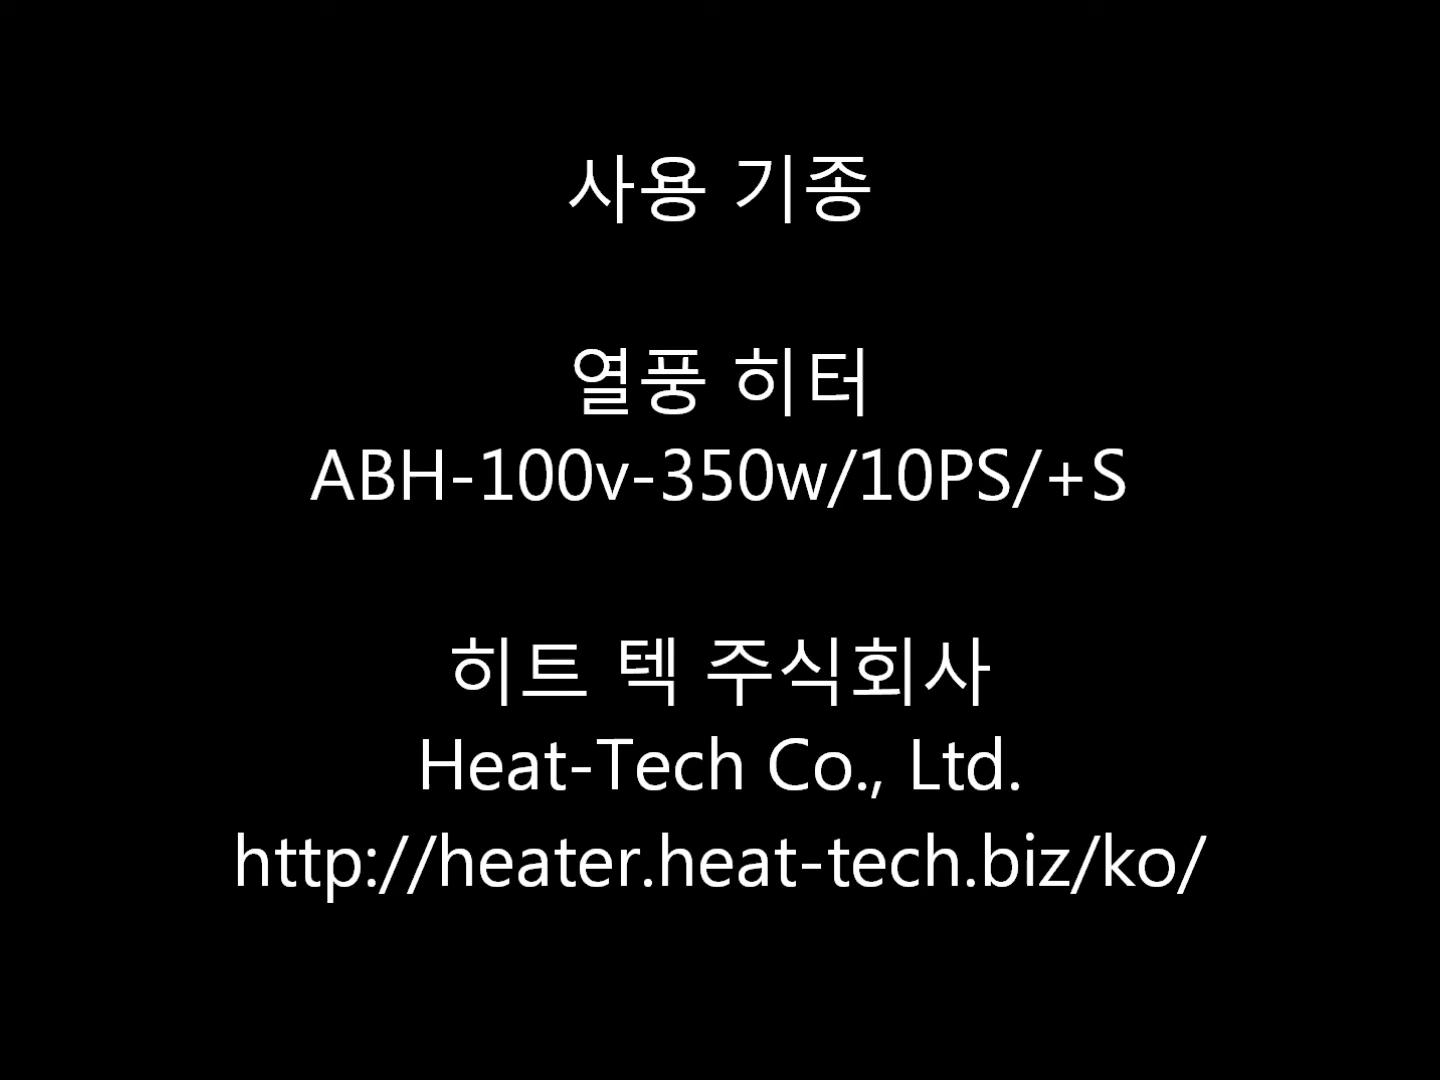 사용 기종
열풍 히터
ABH-100v-350w/10PS/+S
히트 텍 주식회사
Heat-Tech Co., Ltd.
http://heater.heat-tech.biz/ko/